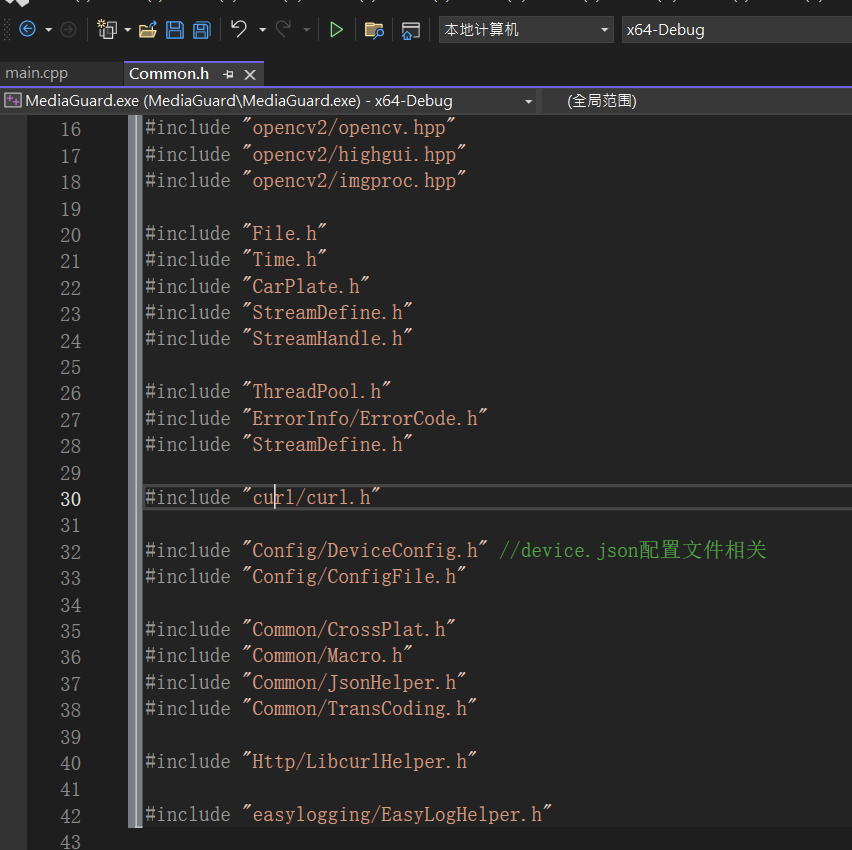 本地计算机
x64-Debug
main.cpp
Common.h
MediaGuard.exe (MediaGuard\MediaGuard.exe) - x64-Debug
(全局范围)
16 #include "opencv2/opencv.hpp"
17 #include "opencv2/highgui.hpp"
18 #include "opencv2/imgproc.hpp"
19
20 #include "File.h"
21 #include "Time.h"
22 #include "CarPlate.h"
23 #include "StreamDefine.h"
24 #include "StreamHandle.h"
25
26 #include "ThreadPool.h"
27 #include "ErrorInfo/ErrorCode.h"
28 #include "StreamDefine.h"
29
30 #include "curl/curl.h"
31
32 #include "Config/DeviceConfig.h" //device.json配置文件相关
33 #include "Config/ConfigFile.h"
34
35 #include "Common/CrossPlat.h"
36 #include "Common/Macro.h"
37 #include "Common/JsonHelper.h"
38 #include "Common/TransCoding.h"
39
40 #include "Http/LibcurlHelper.h"
41
42 #include "easylogging/EasyLogHelper.h"
43